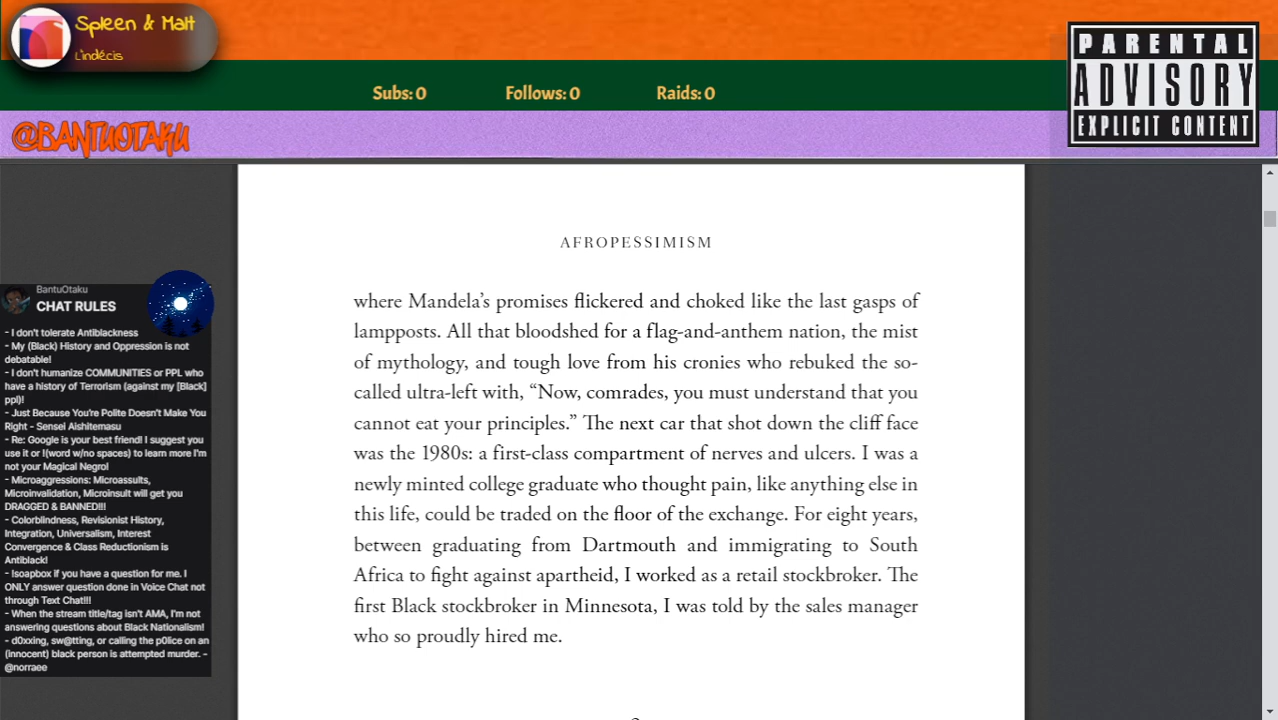 Spleen & Malt
L'indécis
PARENTAL
ADVISORY
EXPLICIT CONTENT
Subs: 0
Follows: 0
Raids: 0
@BANTUOTAKU
AFROPESSIMISM
where Mandela’s promises flickered and choked like the last gasps of
lampposts. All that bloodshed for a flag-and-anthem nation, the mist
of mythology, and tough love from his cronies who rebuked the so-
called ultra-left with, “Now, comrades, you must understand that you
cannot eat your principles.” The next car that shot down the cliff face
was the 1980s: a first-class compartment of nerves and ulcers. I was a
newly minted college graduate who thought pain, like anything else in
this life, could be traded on the floor of the exchange. For eight years,
between graduating from Dartmouth and immigrating to South
Africa to fight against apartheid, I worked as a retail stockbroker. The
first Black stockbroker in Minnesota, I was told by the sales manager
who so proudly hired me.
BantuOtaku
CHAT RULES
- I don't tolerate Antiblackness
- My (Black) History and Oppression is not
debatable!
- I don't humanize COMMUNITIES or PPL who
have a history of Terrorism (against my [Black]
ppl)!
- Just Because You're Polite Doesn't Make You
Right - Sensei Aishitemasu
- Re: Google is your best friend! I suggest you
use it or !(word w/no spaces) to learn more I'm
not your Magical Negro!
- Microaggressions: Microassults,
Microinvalidation, Microinsult will get you
DRAGGED & BANNED!!!
- Colorblindness, Revisionist History,
Integration, Universalism, Interest
Convergence & Class Reductionism is
Antiblack!
- !soapbox if you have a question for me. I
ONLY answer question done in Voice Chat not
through Text Chat!!!
- When the stream title/tag isn't AMA, I'm not
answering questions about Black Nationalism!
- d0xxing, sw@tting, or calling the p0lice on an
(innocent) black person is attempted murder. -
@norraee